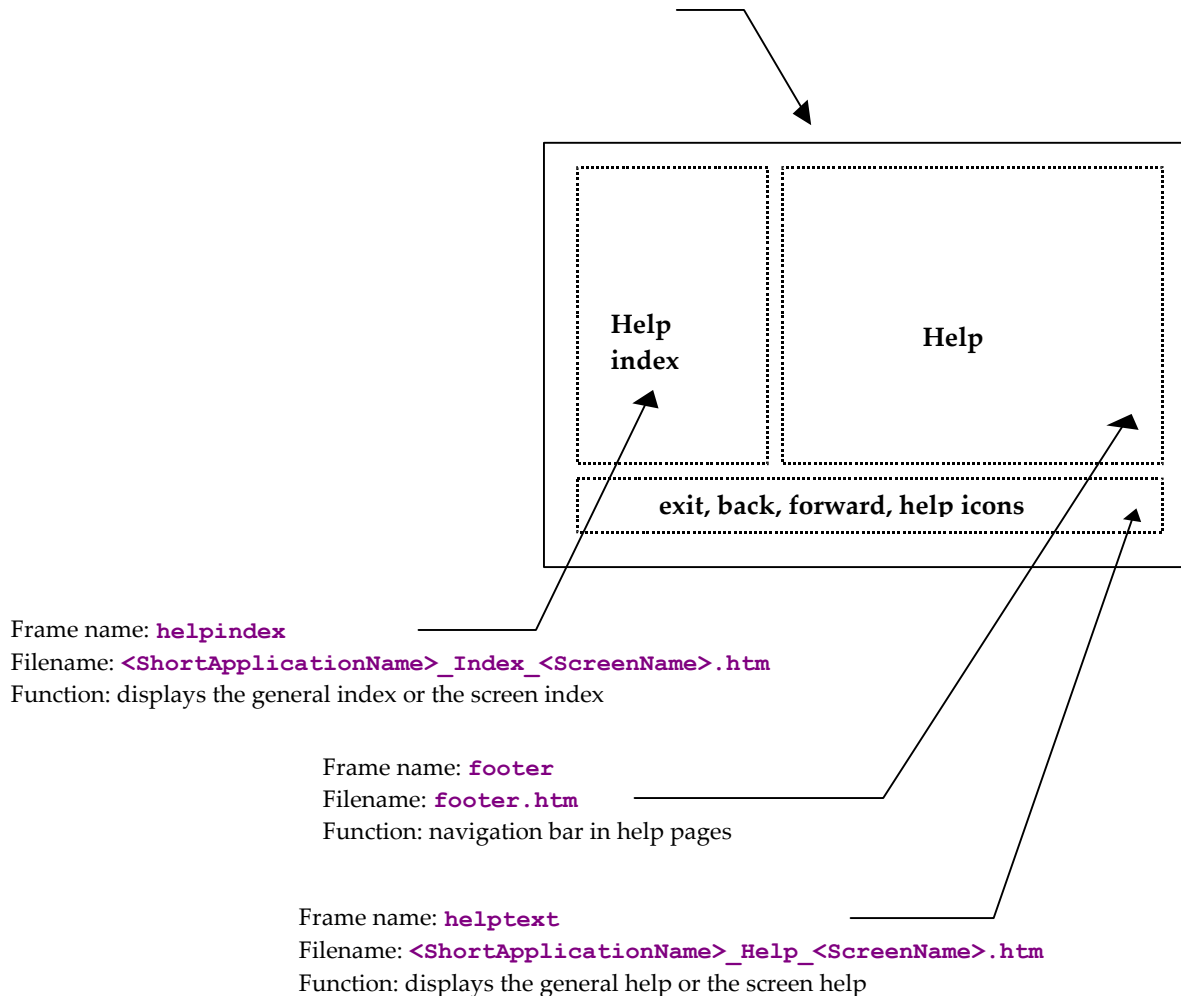 Help
index
Help
exit, back, forward, help icons
Frame name: helpindex
Filename: <ShortApplicationName>_Index_<ScreenName>.htm
Function: displays the general index or the screen index
Frame name: footer
Filename: footer.htm
Function: navigation bar in help pages
Frame name: helptext
Filename: <ShortApplicationName>_Help_<ScreenName>.htm
Function: displays the general help or the screen help